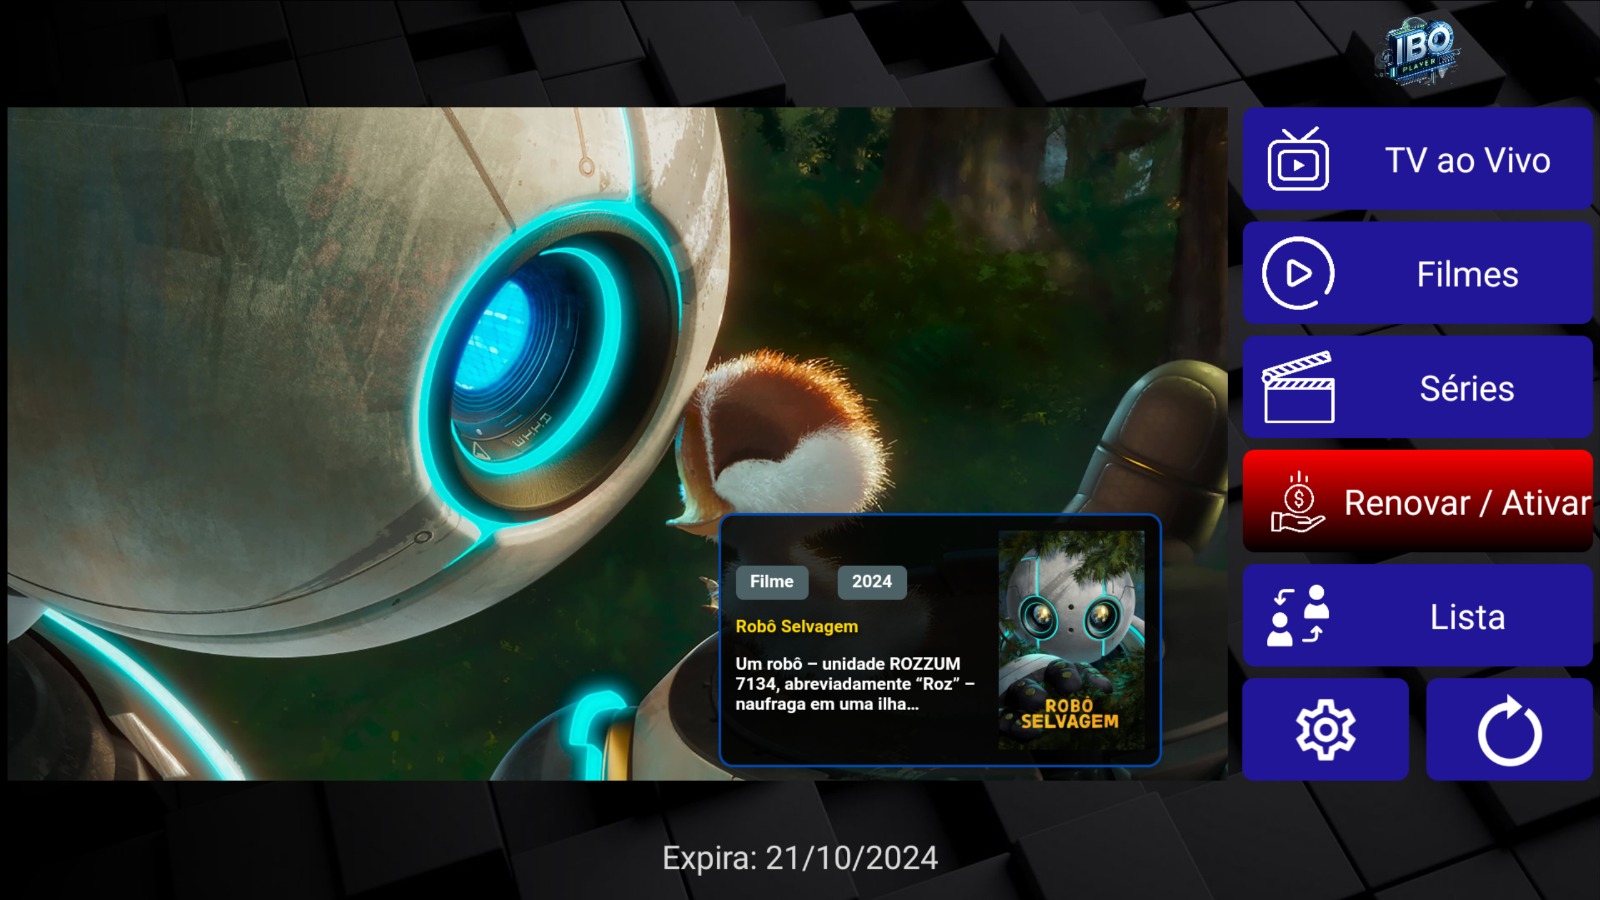 IBO
PLAYER
TV ao Vivo
Filmes
Séries
Renovar / Ativar
Lista
Filme
2024
Robô Selvagem
Um robô – unidade ROZZUM
7134, abreviadamente “Roz” –
naufraga em uma ilha...
ROBÔ
SELVAGEM
Expira: 21/10/2024